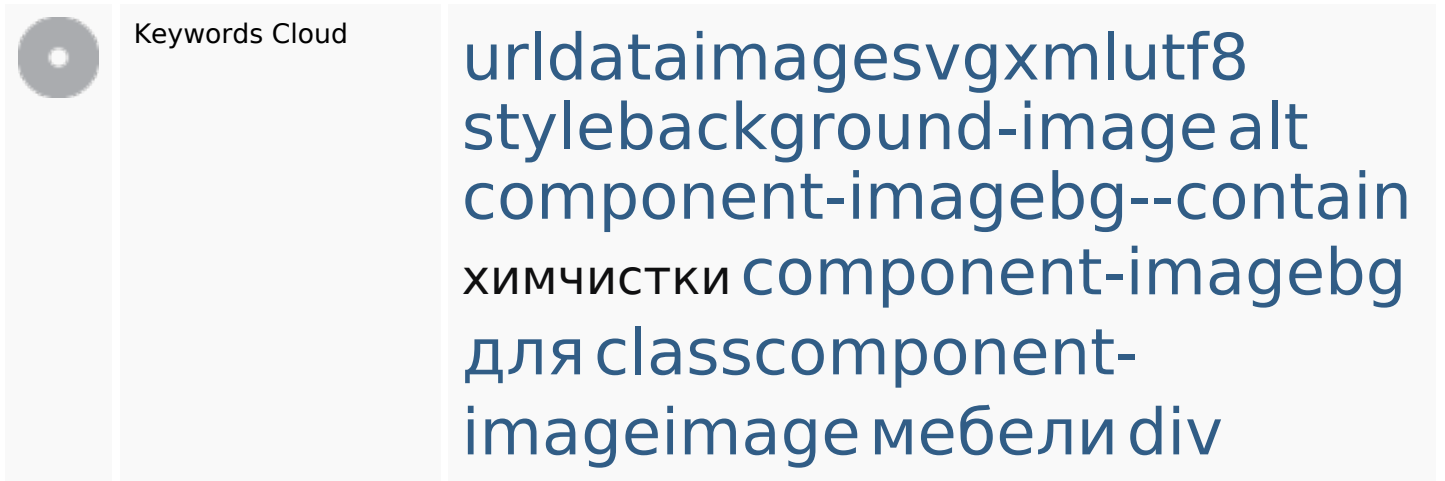 Keywords Cloud
urldataimagesvgxmlutf8
stylebackground-image alt
component-imagebg--contain
химчистки component-imagebg
для classcomponent-
imageimage мебели div